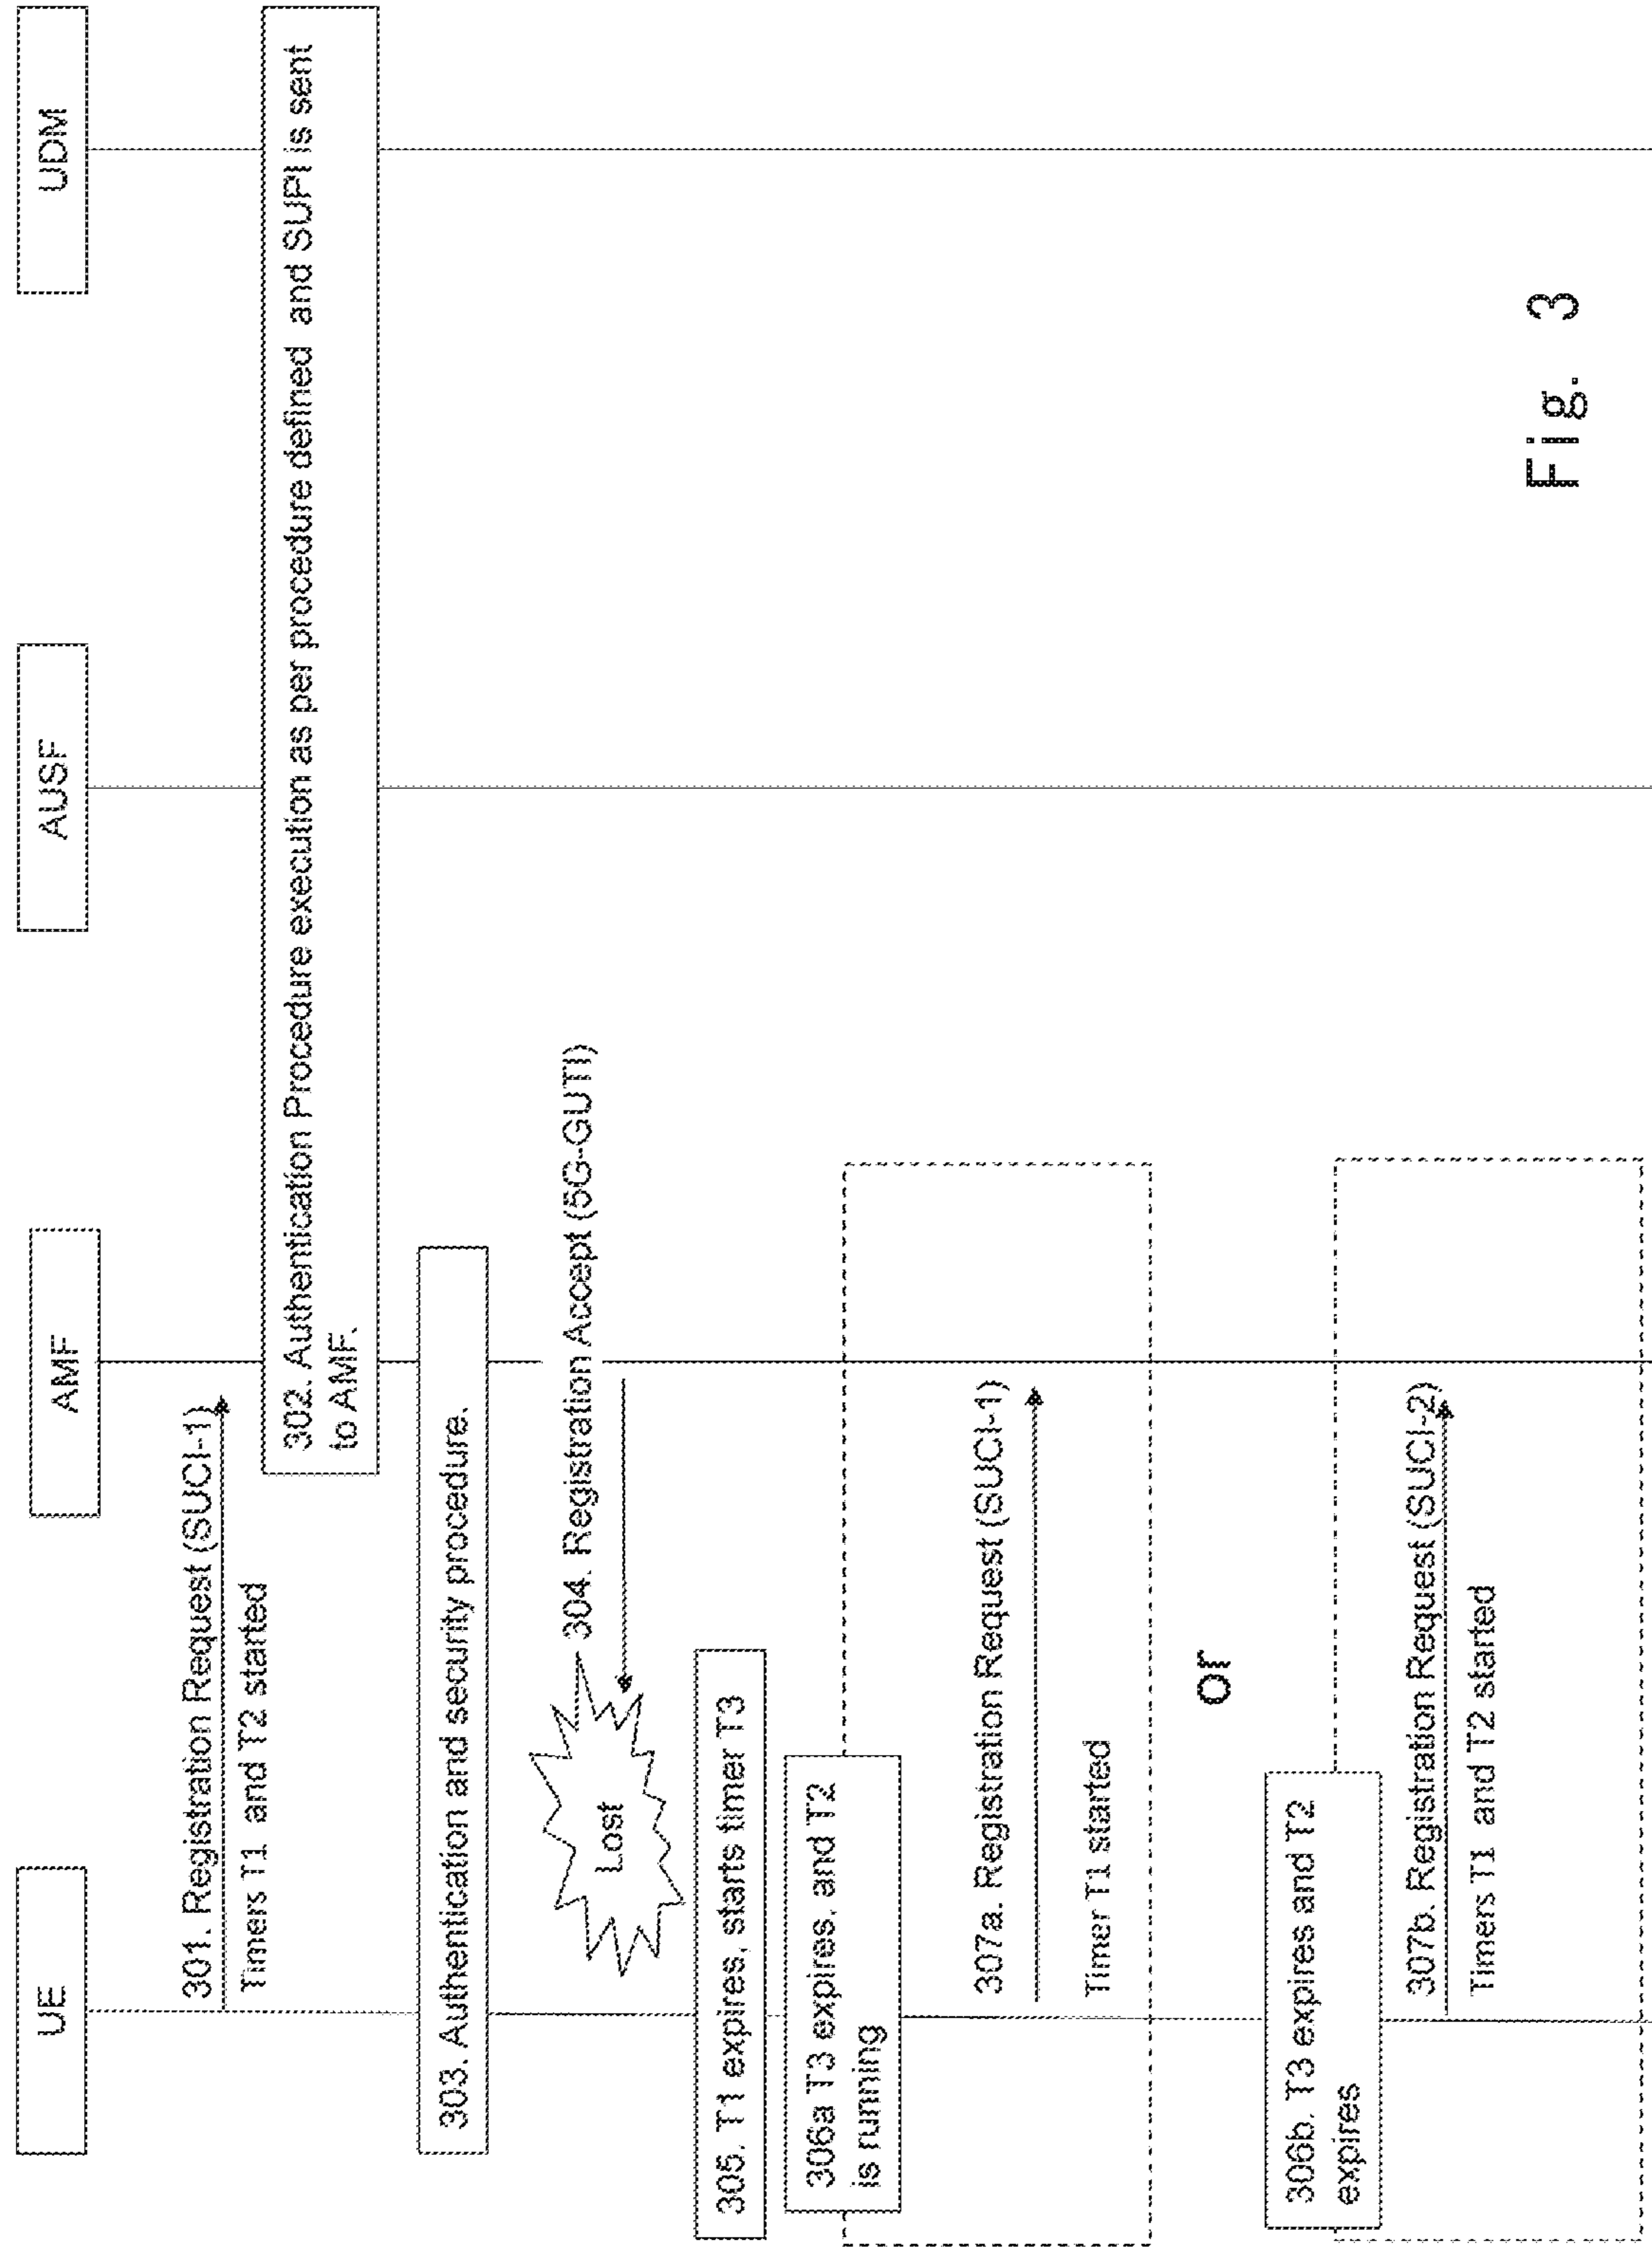 UE
AMF
AUSF
UDM
301. Registration Request (SUCI-1)
Timers T1 and T2 started
302. Authentication Procedure execution as per procedure defined and SUPI is sent
to AMF.
303. Authentication and security procedure.
304. Registration Accept (5G-GUTI)
Lost
305. T1 expires, starts timer T3
306a T3 expires, and T2
is running
307a. Registration Request (SUCI-1)
Timer T1 started
or
306b. T3 expires and T2
expires
307b. Registration Request (SUCI-2)
Timers T1 and T2 started
Fig. 3